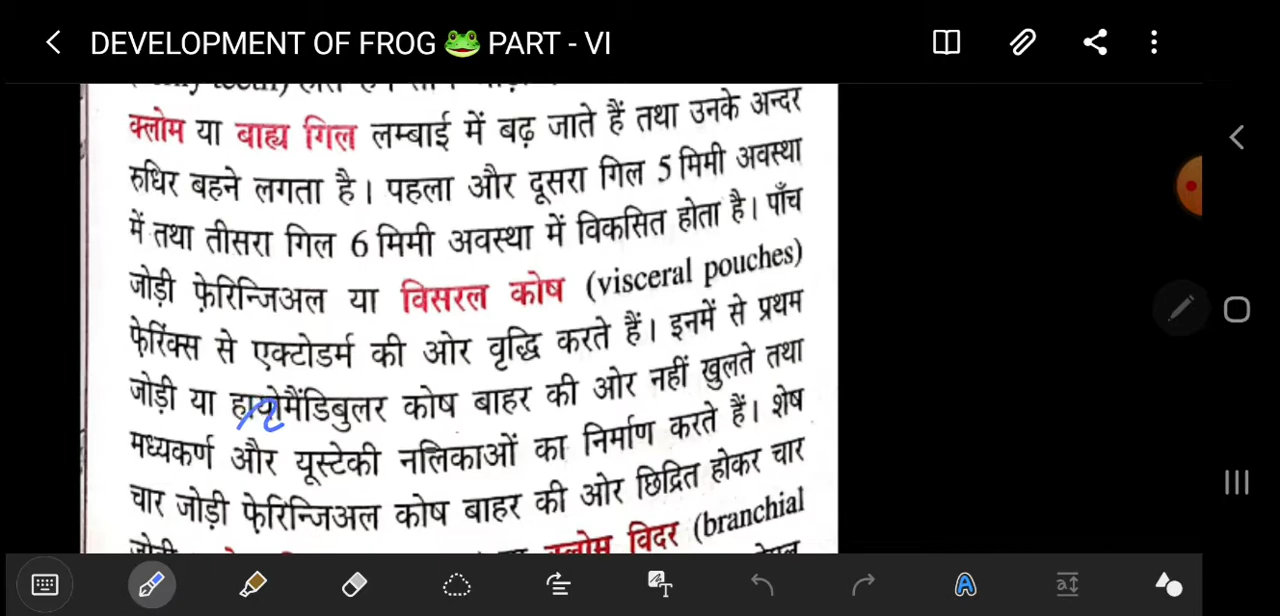 DEVELOPMENT OF FROG 🐸 PART - VI
क्लोम या बाह्य गिल लम्बाई में बढ़ जाते हैं तथा उनके अन्दर
रुधिर बहने लगता है। पहला और दूसरा गिल 5 मिमी अवस्था
में तथा तीसरा गिल 6 मिमी अवस्था में विकसित होता है। पाँच
जोड़ी फ़ेरिन्जिअल या विसरल कोष (visceral pouches)
फ़ेरिंक्स से एक्टोडर्म की ओर वृद्धि करते हैं। इनमें से प्रथम
जोड़ी या हायोमैंडिबुलर कोष बाहर की ओर नहीं खुलते तथा
मध्यकर्ण और यूस्टेकी नलिकाओं का निर्माण करते हैं। शेष
चार जोड़ी फ़ेरिन्जिअल कोष बाहर की ओर छिद्रित होकर चार
जोड़ी क्लोम विदर (branchial